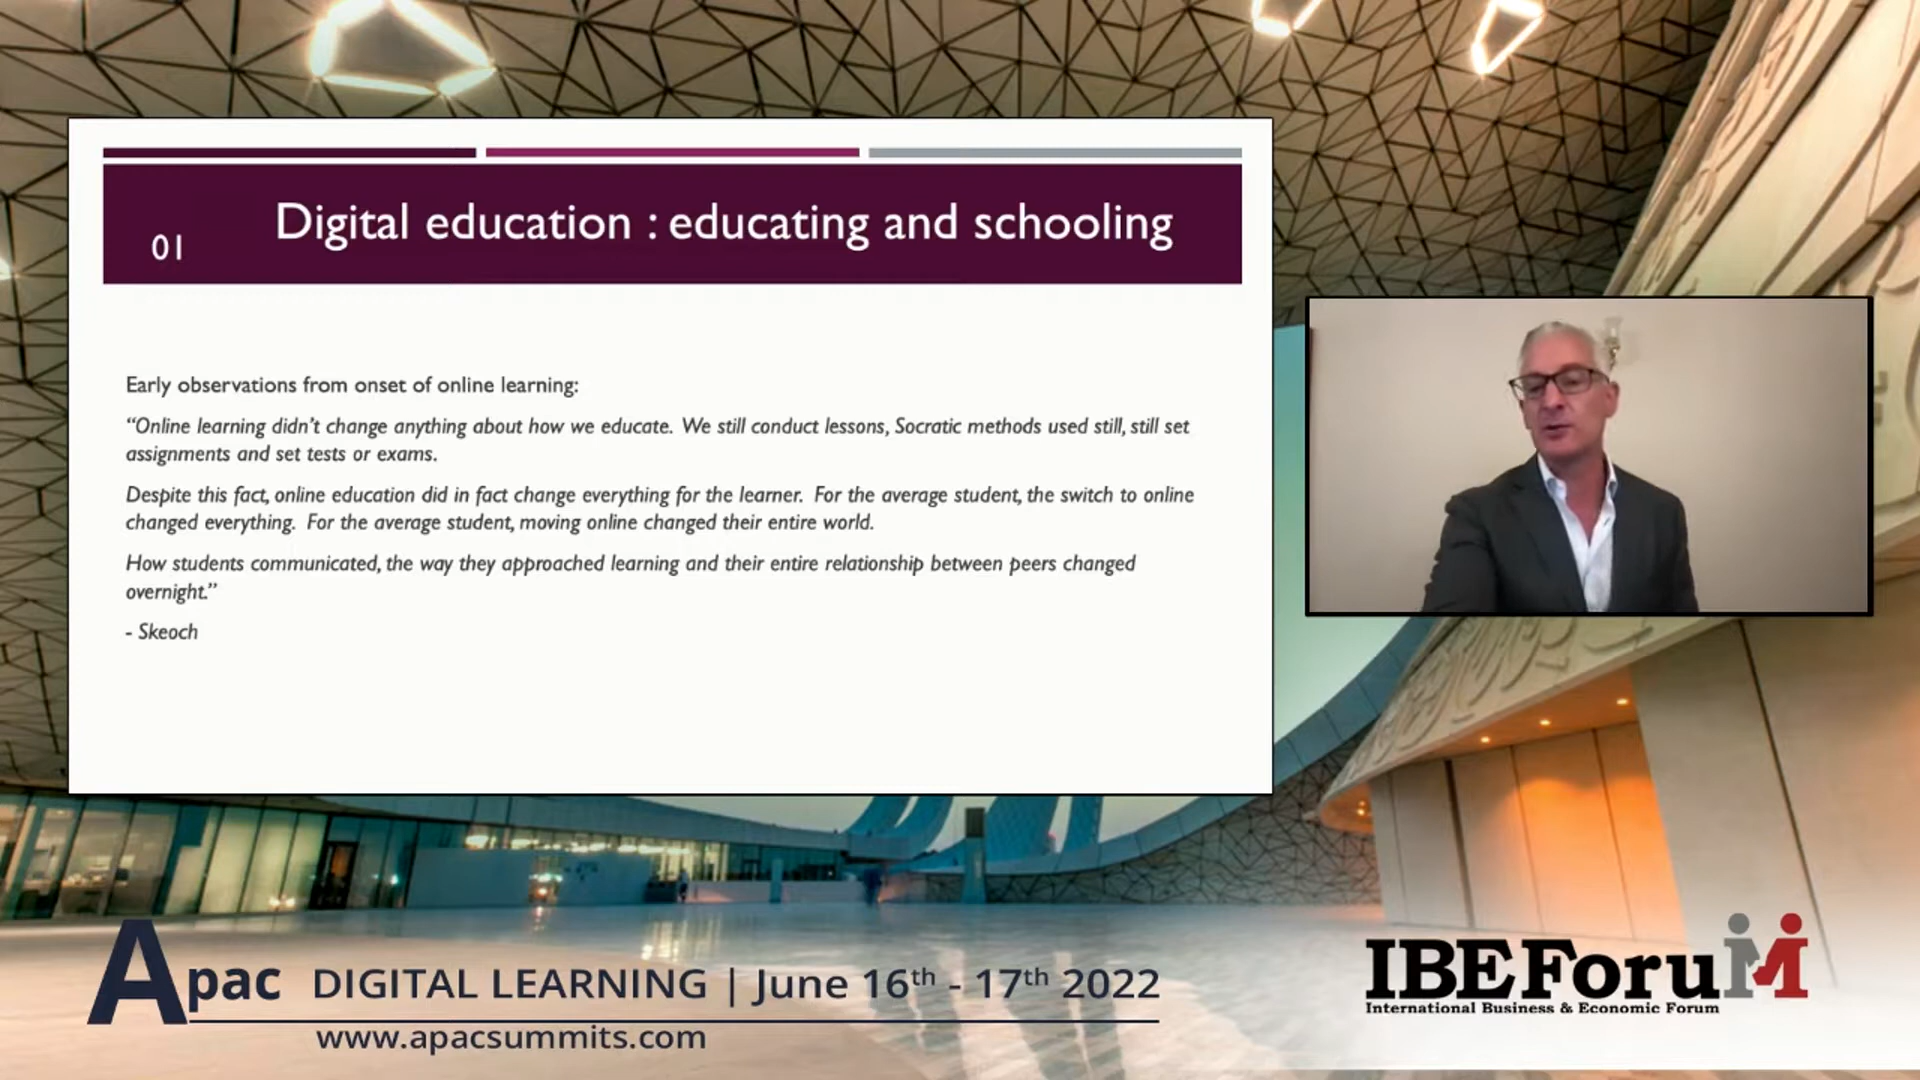 01
Digital education : educating and schooling
Early observations from onset of online learning:
“Online learning didn’t change anything about how we educate. We still conduct lessons, Socratic methods used still, still set
assignments and set tests or exams.
Despite this fact, online education did in fact change everything for the learner. For the average student, the switch to online
changed everything. For the average student, moving online changed their entire world.
How students communicated, the way they approached learning and their entire relationship between peers changed
overnight.”
- Skeoch
Apac DIGITAL LEARNING | June 16th - 17th 2022
www.apacsummits.com
IBEForuM
International Business & Economic Forum